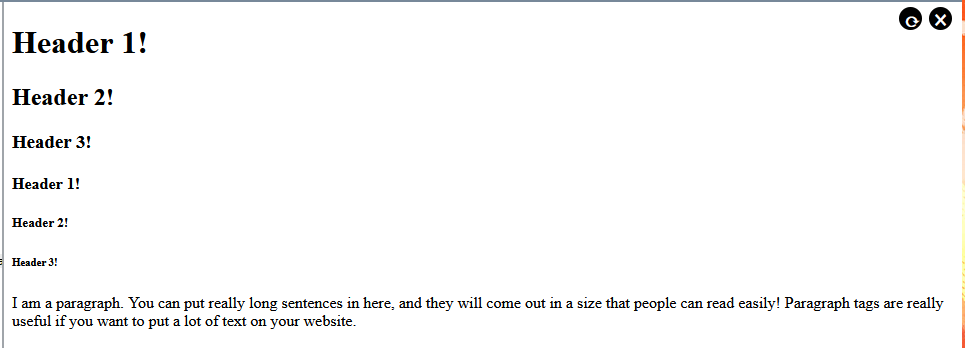 Header 1!
Header 2!
Header 3!
Header 1!
Header 2!
Header 3!
I am a paragraph. You can put really long sentences in here, and they will come out in a size that people can read easily! Paragraph tags are really
useful if you want to put a lot of text on your website.